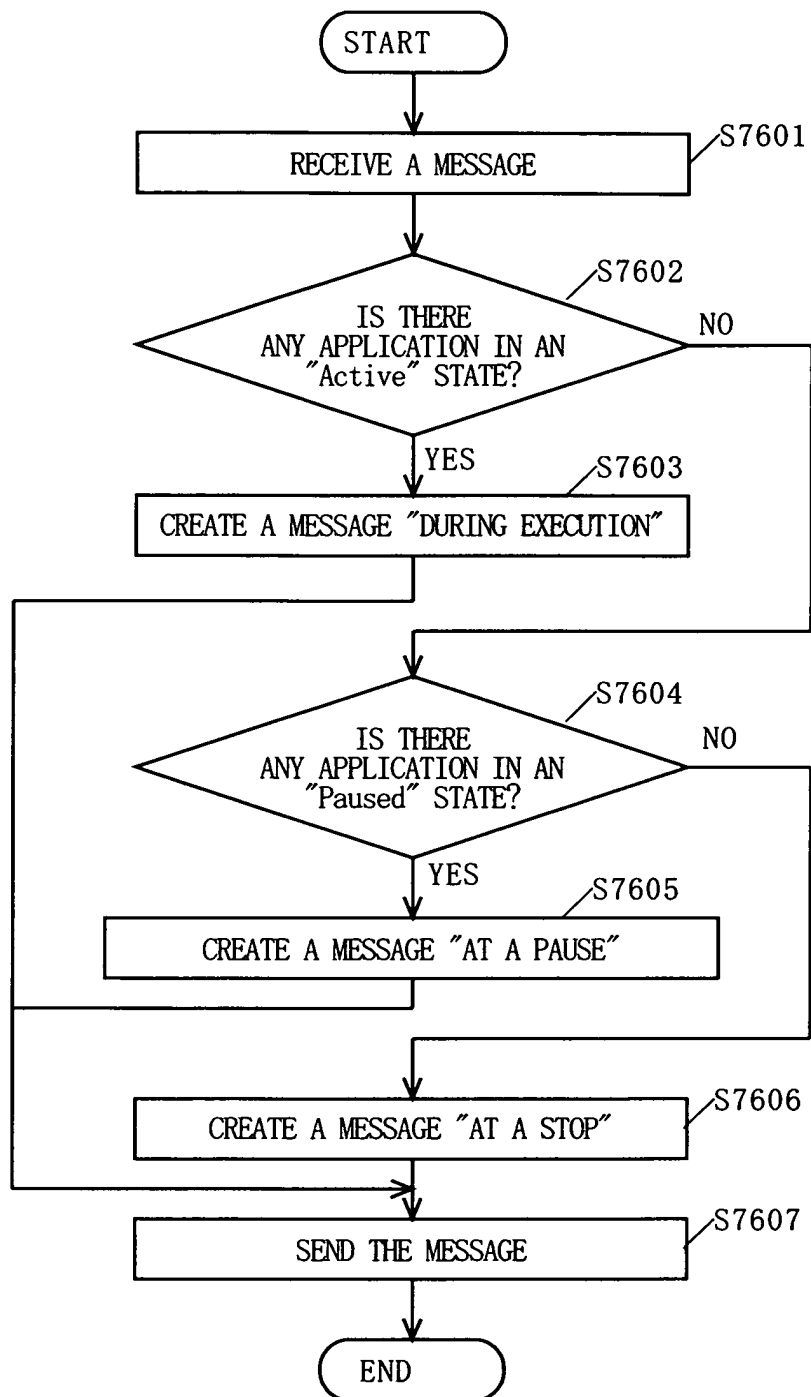 START
S7601
RECEIVE A MESSAGE
S7602
IS THERE
ANY APPLICATION IN AN
"Active" STATE?
NO
YES
S7603
CREATE A MESSAGE "DURING EXECUTION"
S7604
IS THERE
ANY APPLICATION IN AN
"Paused" STATE?
NO
YES
S7605
CREATE A MESSAGE "AT A PAUSE"
S7606
CREATE A MESSAGE "AT A STOP"
S7607
SEND THE MESSAGE
END